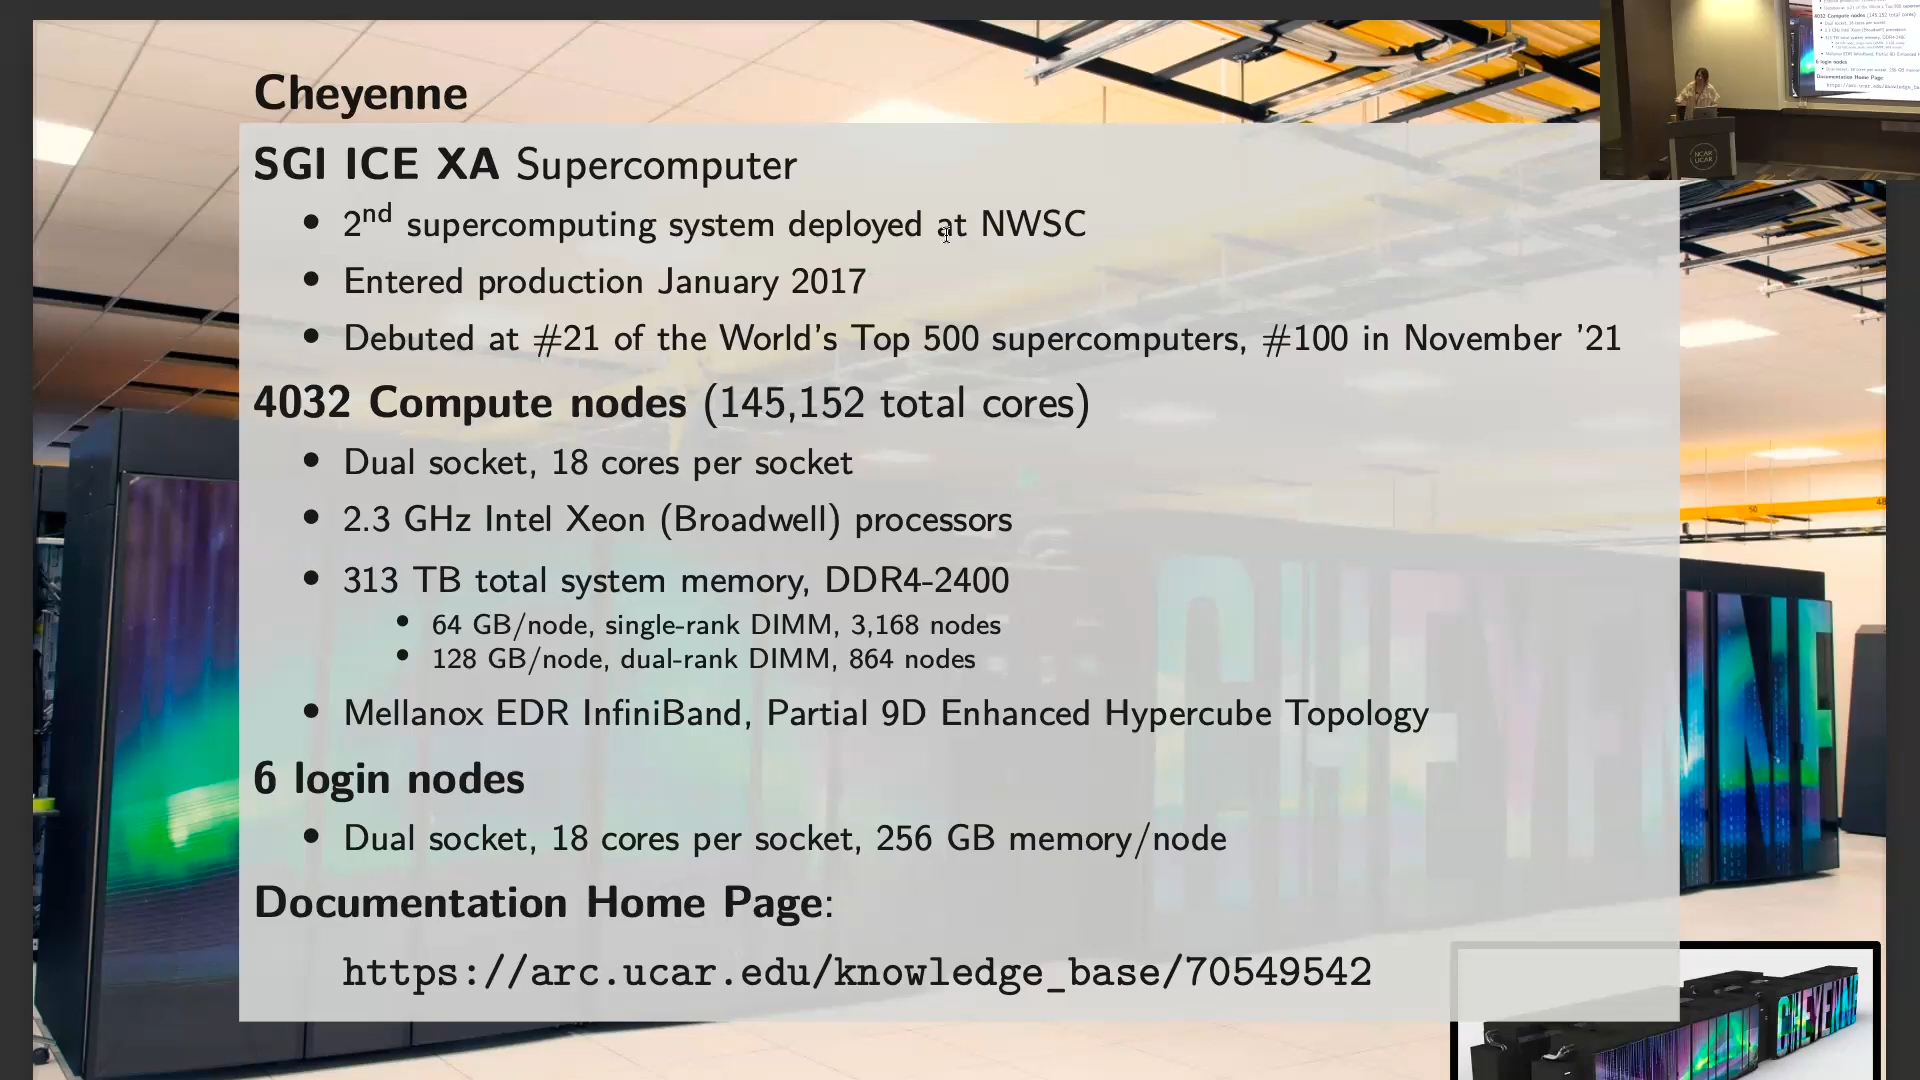 Cheyenne
SGI ICE XA Supercomputer
• 2nd supercomputing system deployed at NWSC
• Entered production January 2017
• Debuted at #21 of the World's Top 500 supercomputers, #100 in November '21
4032 Compute nodes (145,152 total cores)
• Dual socket, 18 cores per socket
• 2.3 GHz Intel Xeon (Broadwell) processors
• 313 TB total system memory, DDR4-2400
• 64 GB/node, single-rank DIMM, 3,168 nodes
• 128 GB/node, dual-rank DIMM, 864 nodes
• Mellanox EDR InfiniBand, Partial 9D Enhanced Hypercube Topology
6 login nodes
• Dual socket, 18 cores per socket, 256 GB memory/node
Documentation Home Page:
https://arc.ucar.edu/knowledge_base/70549542
NCAR
UCAR
CHEYENNE
CHEYENNE